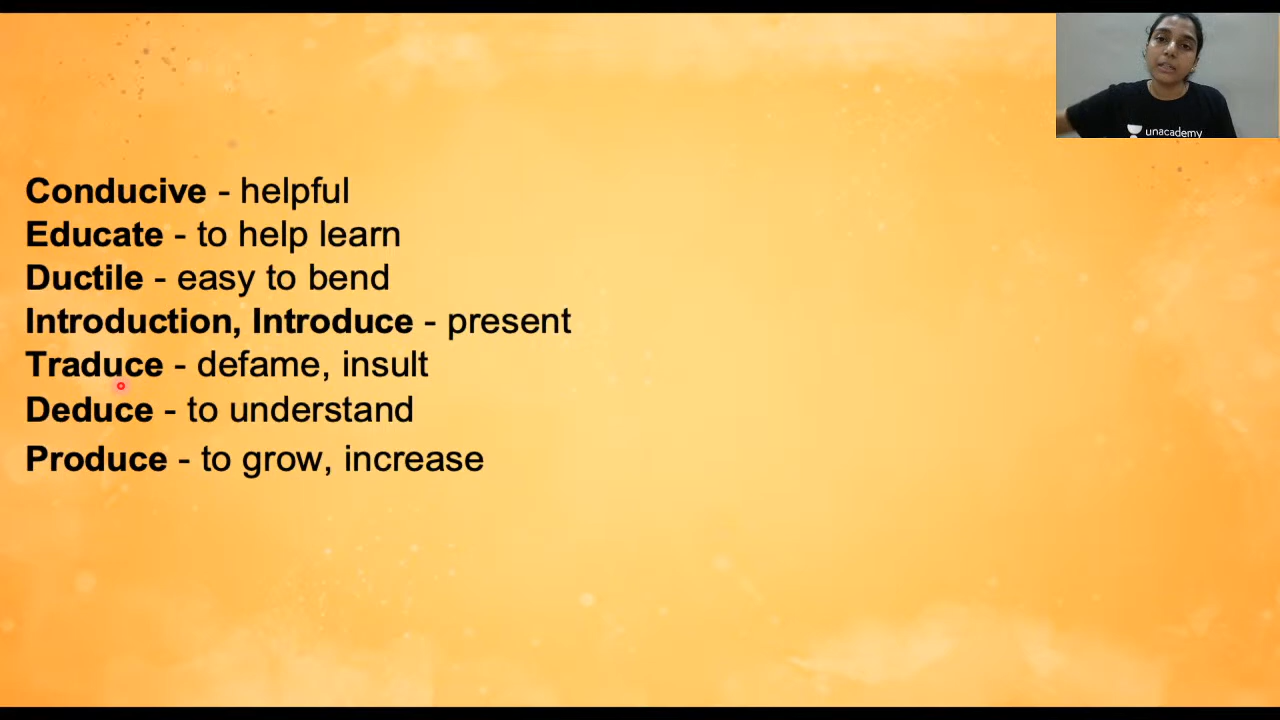 unacademy
Conducive - helpful
Educate - to help learn
Ductile - easy to bend
Introduction, Introduce - present
Traduce - defame, insult
Deduce - to understand
Produce - to grow, increase